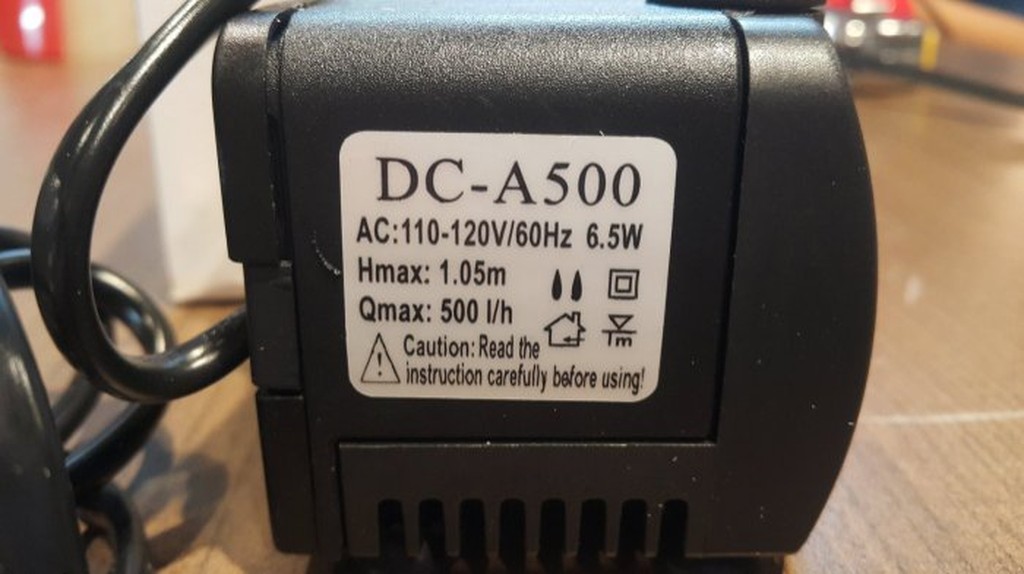 DC-A500
AC:110-120V/60Hz 6.5W
Hmax: 1.05m
Qmax: 500 l/h
m
Caution: Read the
instruction carefully before using!